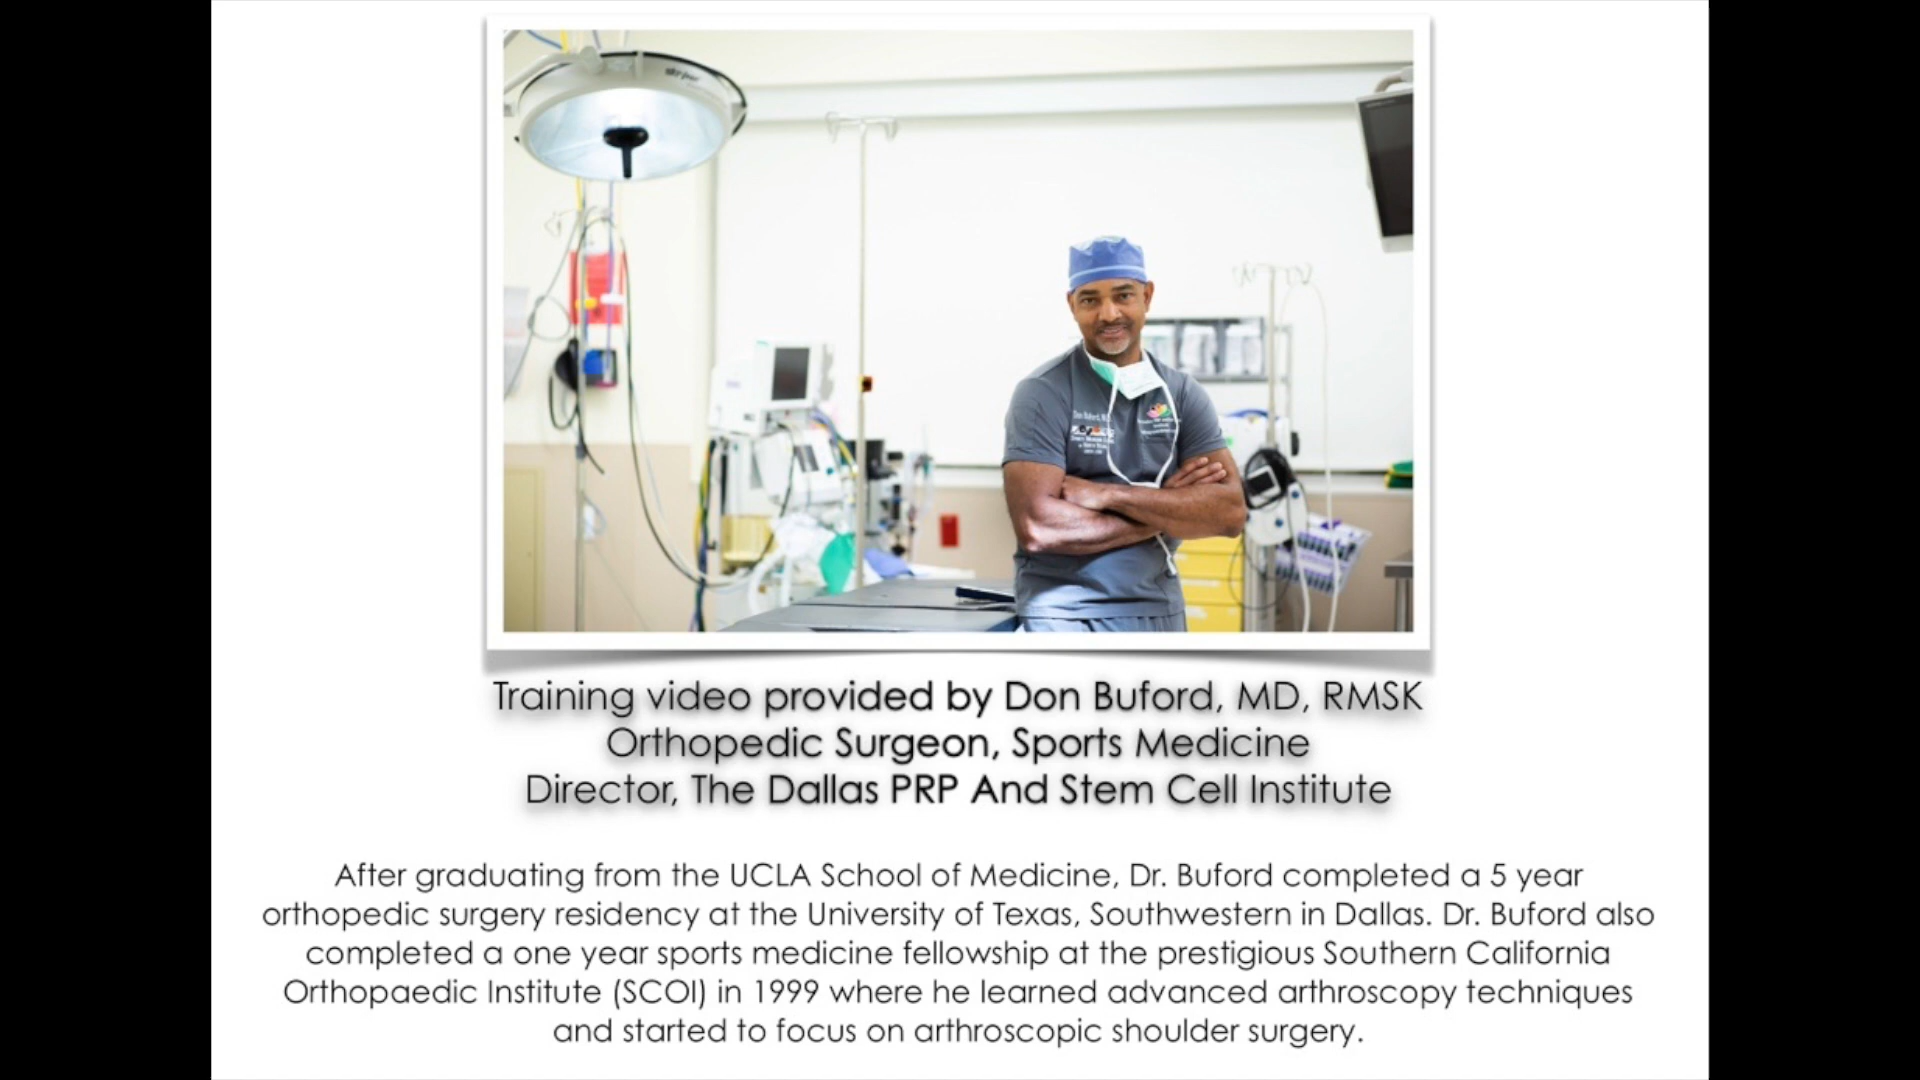 stryker
Don Buford, M.D.
Training video provided by Don Buford, MD, RMSK
Orthopedic Surgeon, Sports Medicine
Director, The Dallas PRP And Stem Cell Institute
After graduating from the UCLA School of Medicine, Dr. Buford completed a 5 year
orthopedic surgery residency at the University of Texas, Southwestern in Dallas. Dr. Buford also
completed a one year sports medicine fellowship at the prestigious Southern California
Orthopaedic Institute (SCOI) in 1999 where he learned advanced arthroscopy techniques
and started to focus on arthroscopic shoulder surgery.